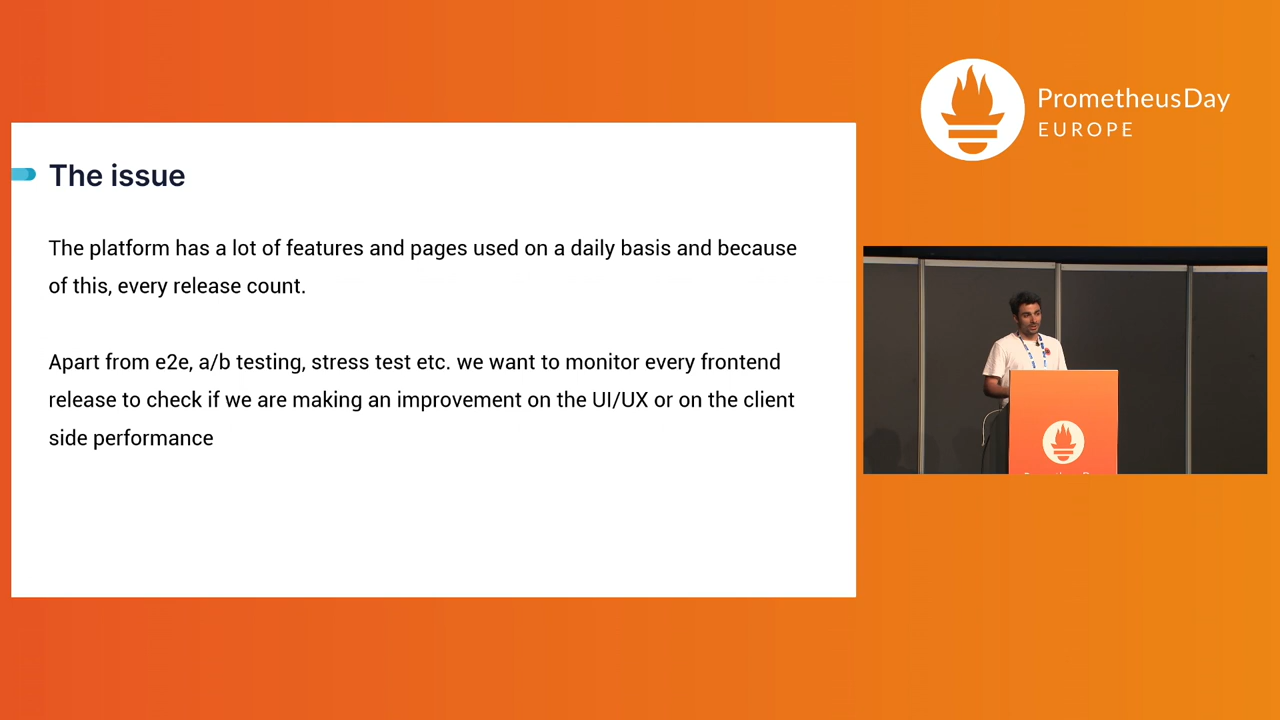 PrometheusDay
EUROPE
The issue
The platform has a lot of features and pages used on a daily basis and because
of this, every release count.
Apart from e2e, a/b testing, stress test etc. we want to monitor every frontend
release to check if we are making an improvement on the UI/UX or on the client
side performance